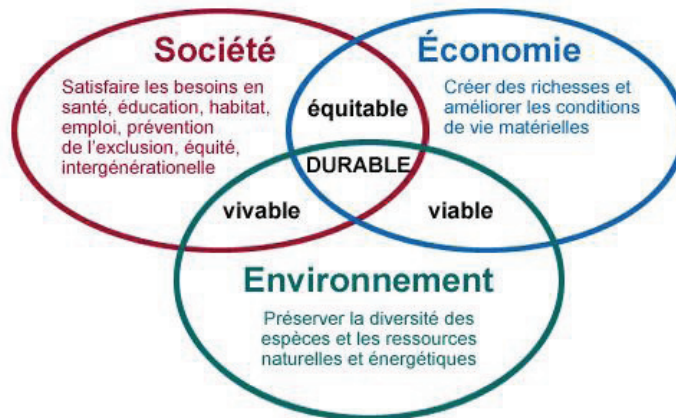 Société
Satisfaire les besoins en
santé, éducation, habitat,
emploi, prévention
de l'exclusion, équité,
intergénérationelle
Économie
Créer des richesses et
améliorer les conditions
de vie matérielles
équitable
DURABLE
vivable
viable
Environnement
Préserver la diversité des
espèces et les ressources
naturelles et énergétiques